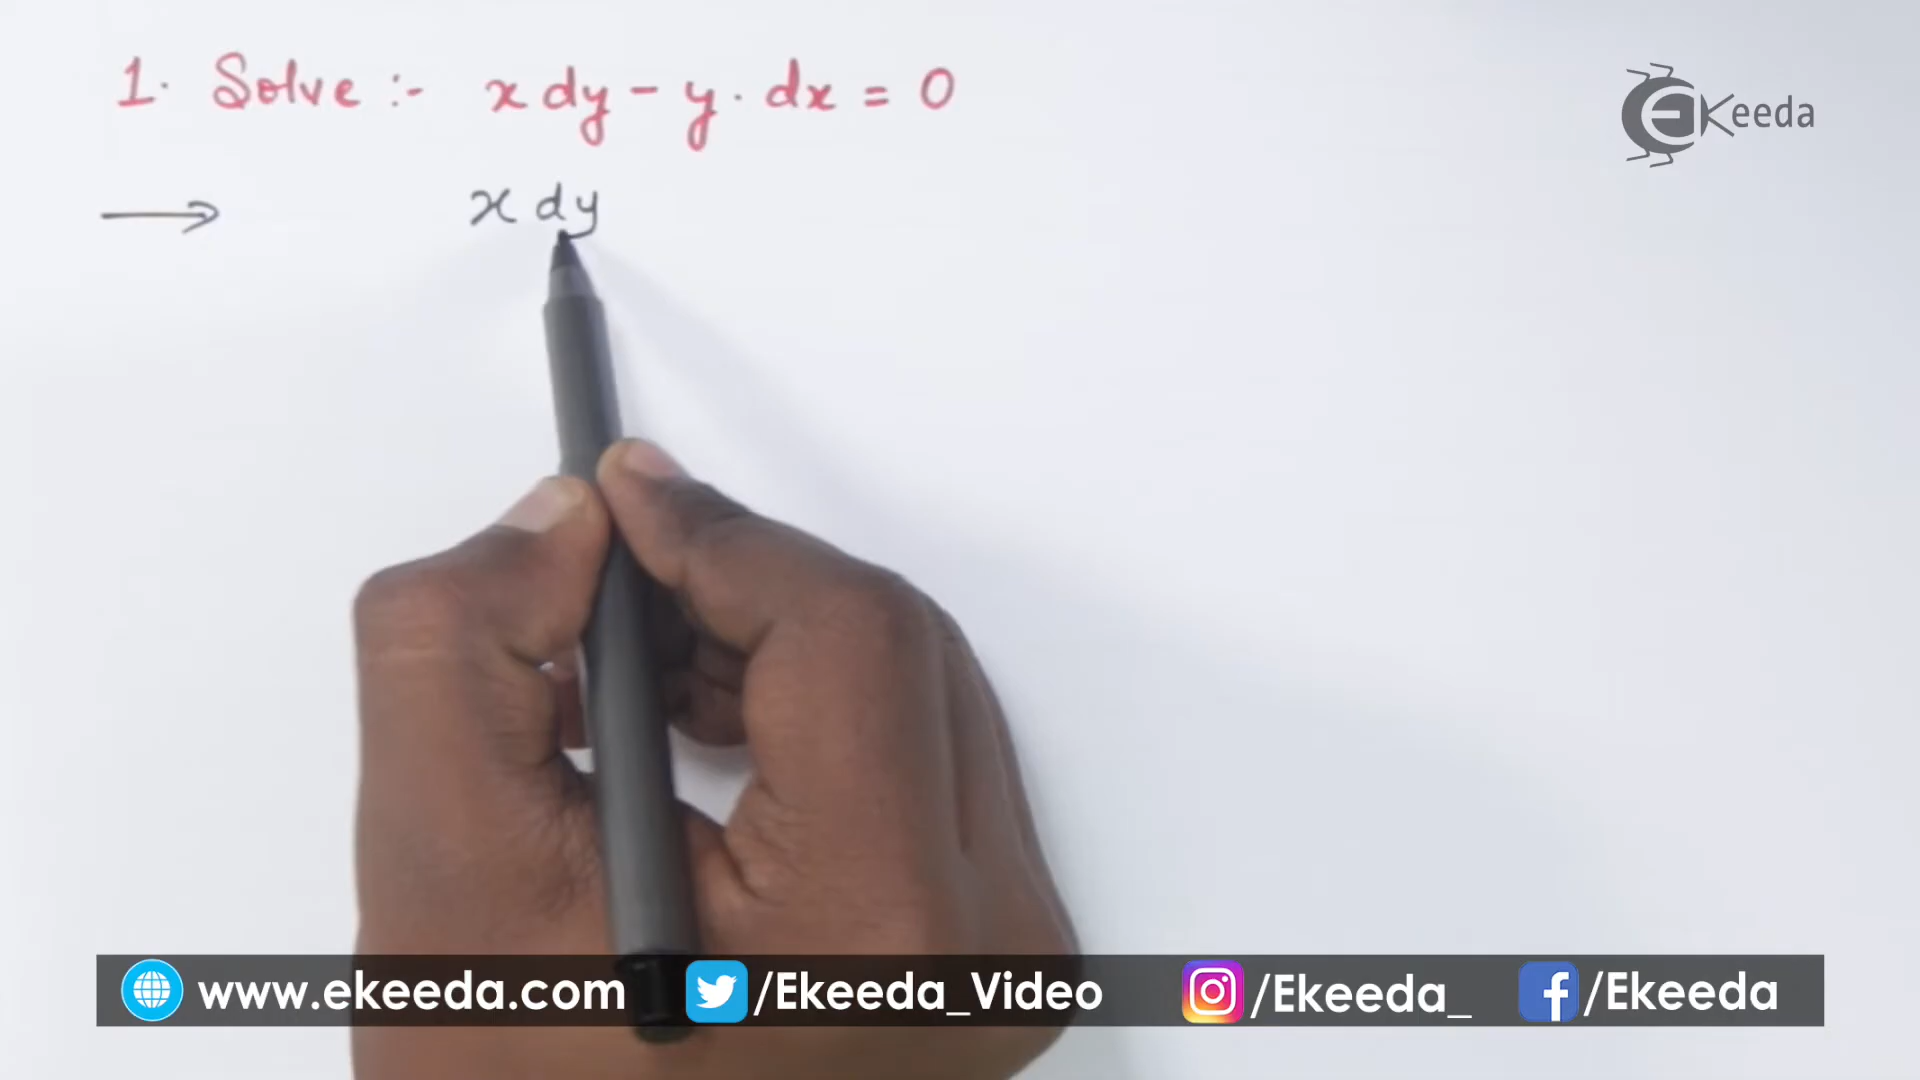 1. Solve :- x dy - y . dx = 0
EKeeda
x dy
www.ekeeda.com /Ekeeda_Video /Ekeeda_ /Ekeeda